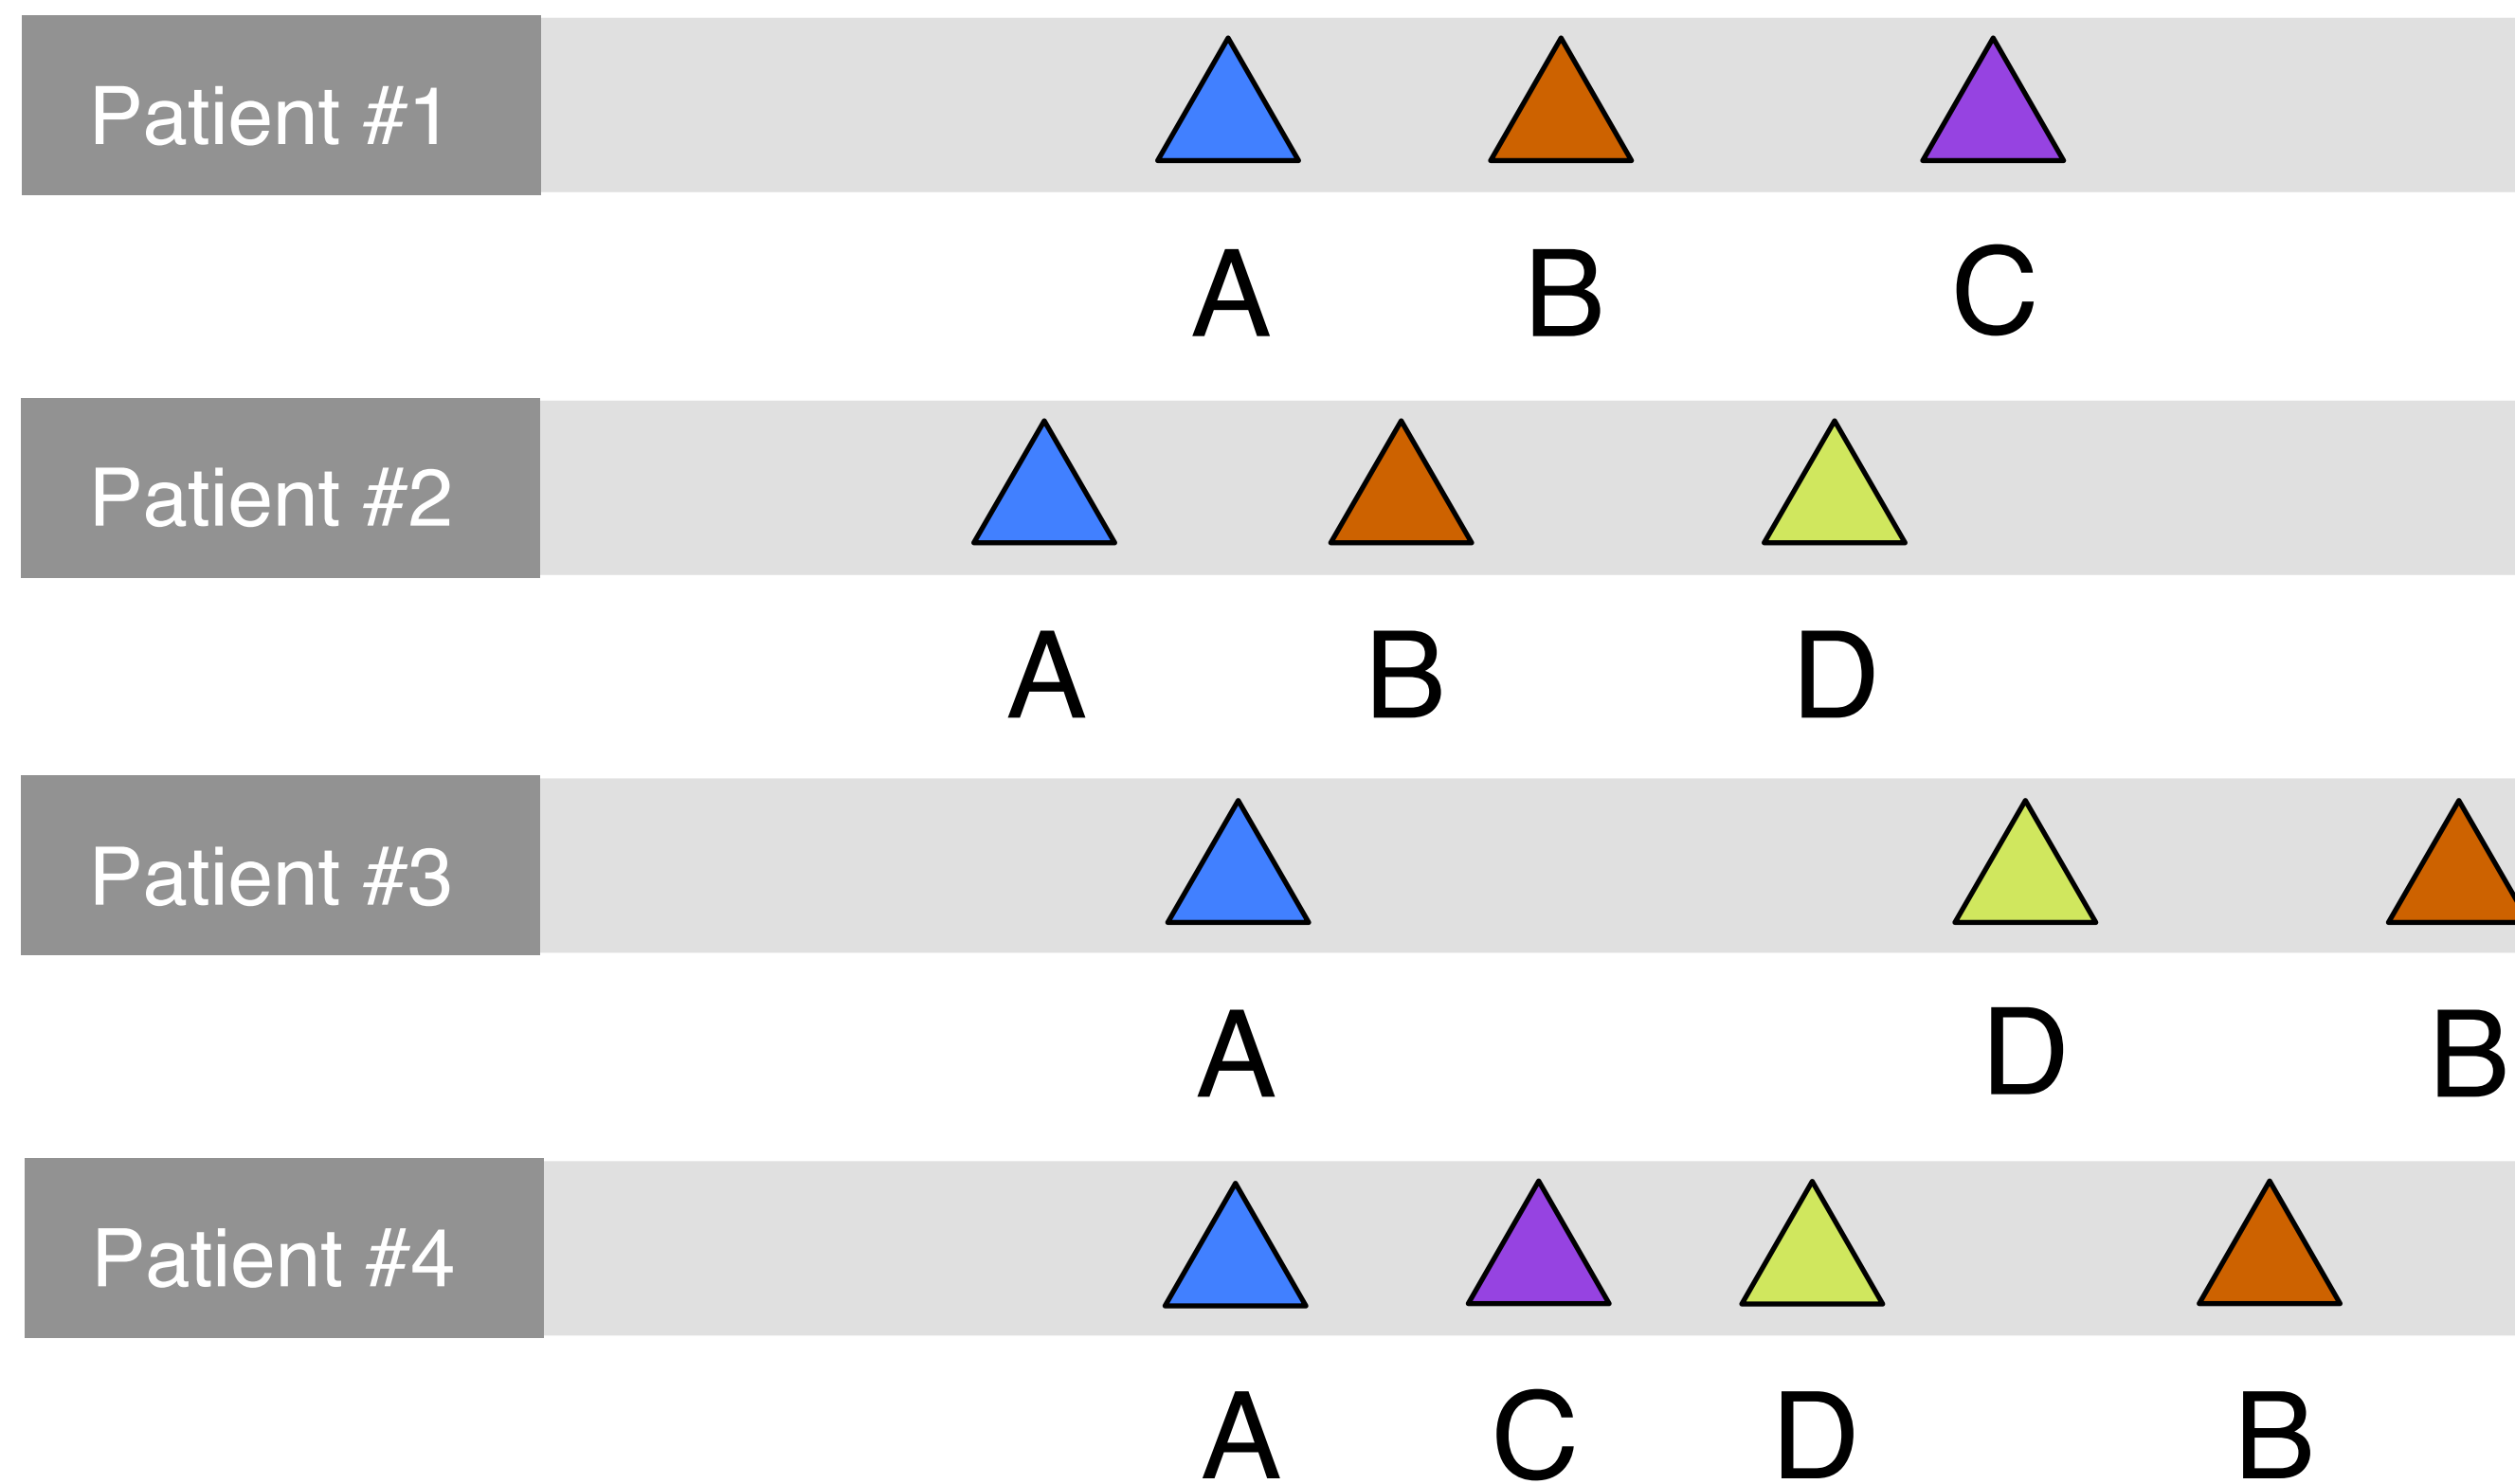 Patient #1
A B C
Patient #2
A B D
Patient #3
A D B
Patient #4
A C D B